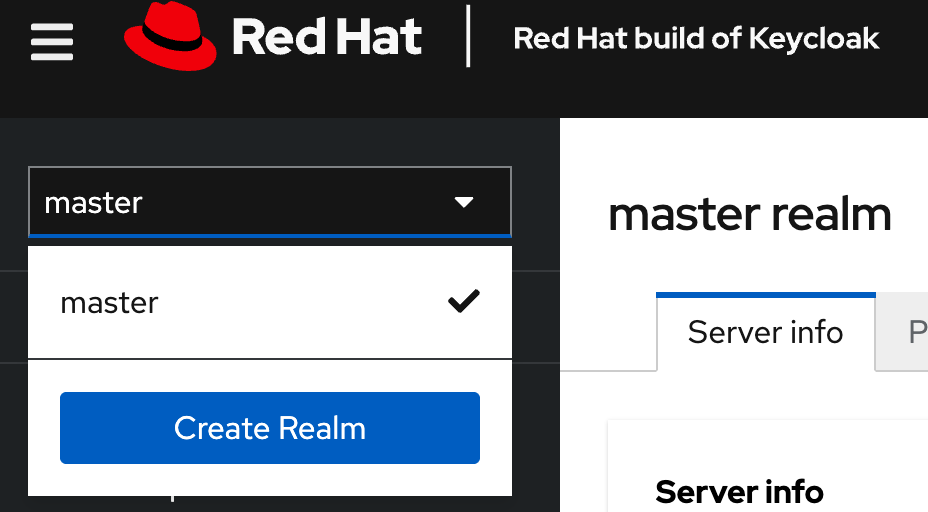 Red Hat
Red Hat build of Keycloak
master
master
Create Realm
master realm
Server info
P
Server info